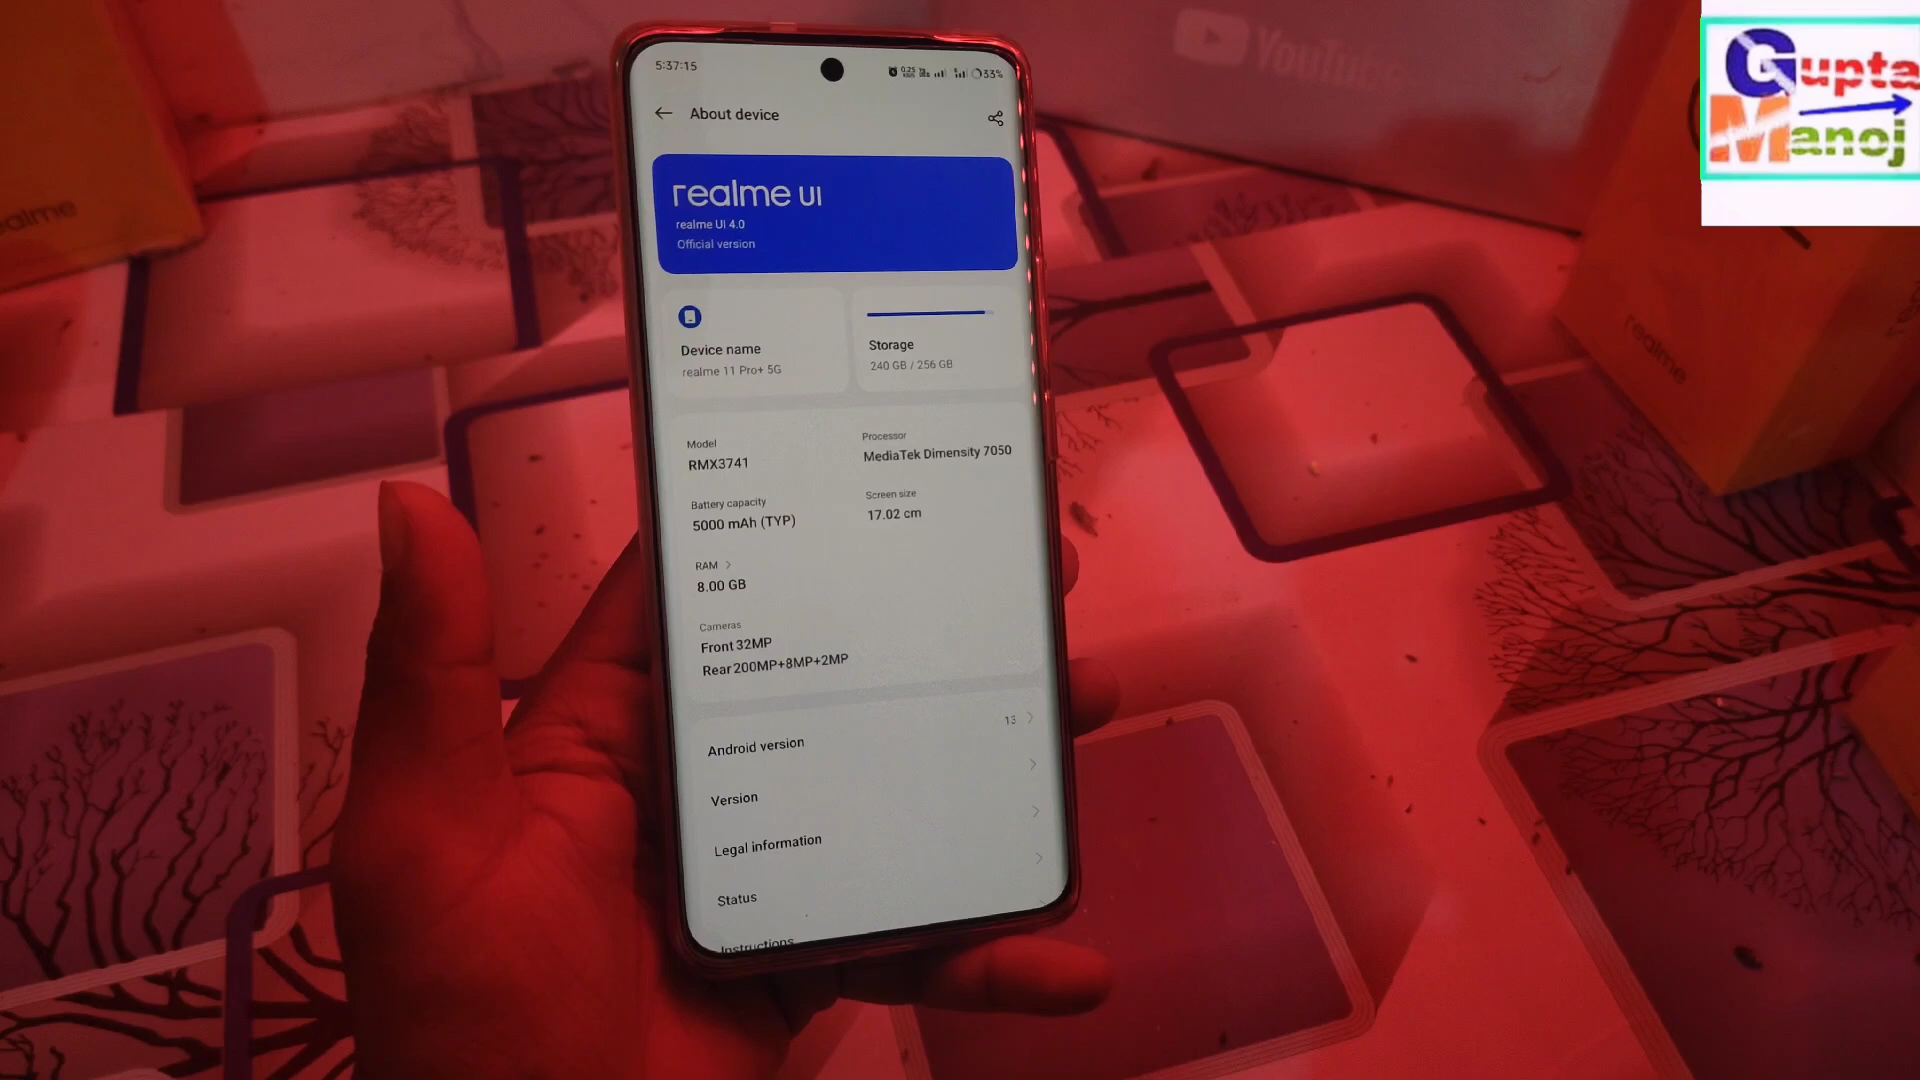 5:37:15
33%
About device
realme UI
realme UI 4.0
Official version
Device name
realme 11 Pro+ 5G
Storage
240 GB / 256 GB
Model
RMX3741
Processor
MediaTek Dimensity 7050
Battery capacity
5000 mAh (TYP)
Screen size
17.02 cm
RAM >
8.00 GB
Cameras
Front 32MP
Rear 200MP+8MP+2MP
Android version
13
Version
Legal information
Status
Instructions
YouTube
realme
realme
Gupta
Manoj